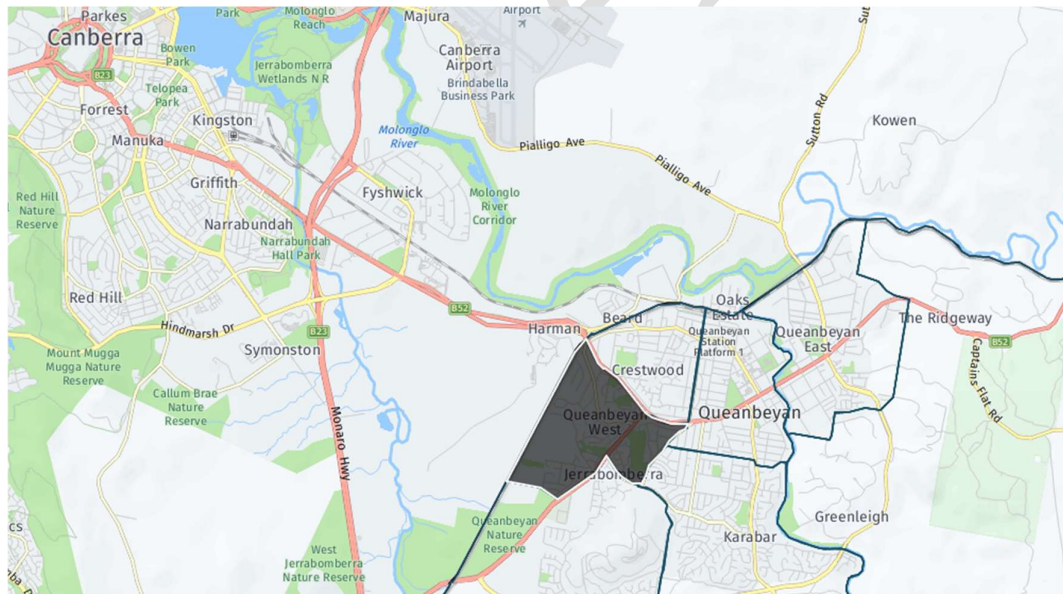 Parkes
Canberra
B23
Bowen
Park
Telopea
Park
Forrest
Manuka
Kingston
Griffith
Narrabundah
Narrabundah
Hall Park
Red Hill
Nature
Reserve
Red Hill
Hindmarsh Dr
Mount Mugga
Mugga Nature
Reserve
Symonston
B23
Callum Brae
Nature
Reserve
Monaro Hwy
West
Jerrabomberra
Nature Reserve
Park
Molonglo
Reach
Jerrabomberra
Wetlands N R
Majura
Airport
Canberra
Airport
Brindabella
Business Park
Molonglo
River
Fyshwick
Molonglo
River
Corridor
Pialligo Ave
Pialligo Ave
Sutton Rd
Sut
Kowen
B52
Harman
Beard
Oaks
Estate
Queanbeyan
Station
Platform 1
Crestwood
Queanbeyan
East
The Ridgeway
B52
Captains Flat Rd
Queanbeyan
West
Queanbeyan
Jerrabomberra
Queanbeyan
Nature
Reserve
Karabar
Greenleigh